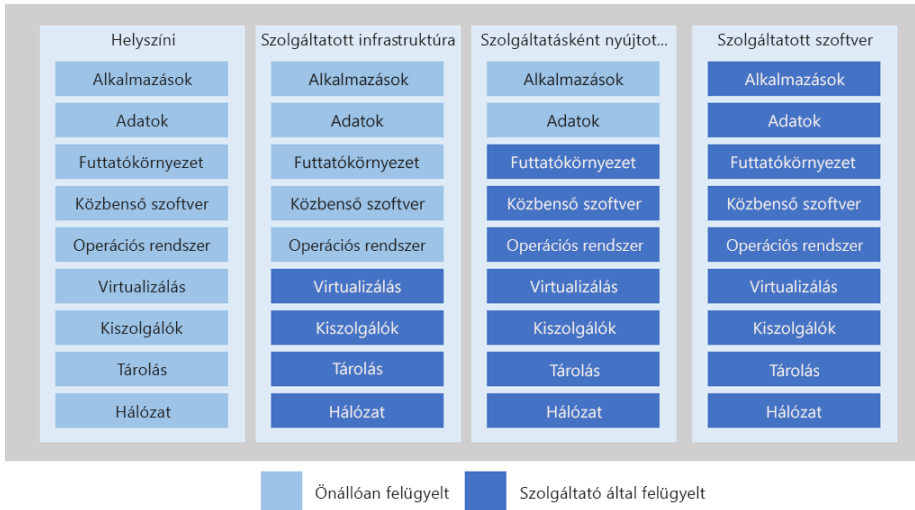 Helyszíni
Alkalmazások
Adatok
Futtatókörnyezet
Közbenső szoftver
Operációs rendszer
Virtualizálás
Kiszolgálók
Tárolás
Hálózat
Szolgáltatott infrastruktúra
Alkalmazások
Adatok
Futtatókörnyezet
Közbenső szoftver
Operációs rendszer
Virtualizálás
Kiszolgálók
Tárolás
Hálózat
Szolgáltatásként nyújtot...
Alkalmazások
Adatok
Futtatókörnyezet
Közbenső szoftver
Operációs rendszer
Virtualizálás
Kiszolgálók
Tárolás
Hálózat
Szolgáltatott szoftver
Alkalmazások
Adatok
Futtatókörnyezet
Közbenső szoftver
Operációs rendszer
Virtualizálás
Kiszolgálók
Tárolás
Hálózat
Önállóan felügyelt
Szolgáltató által felügyelt